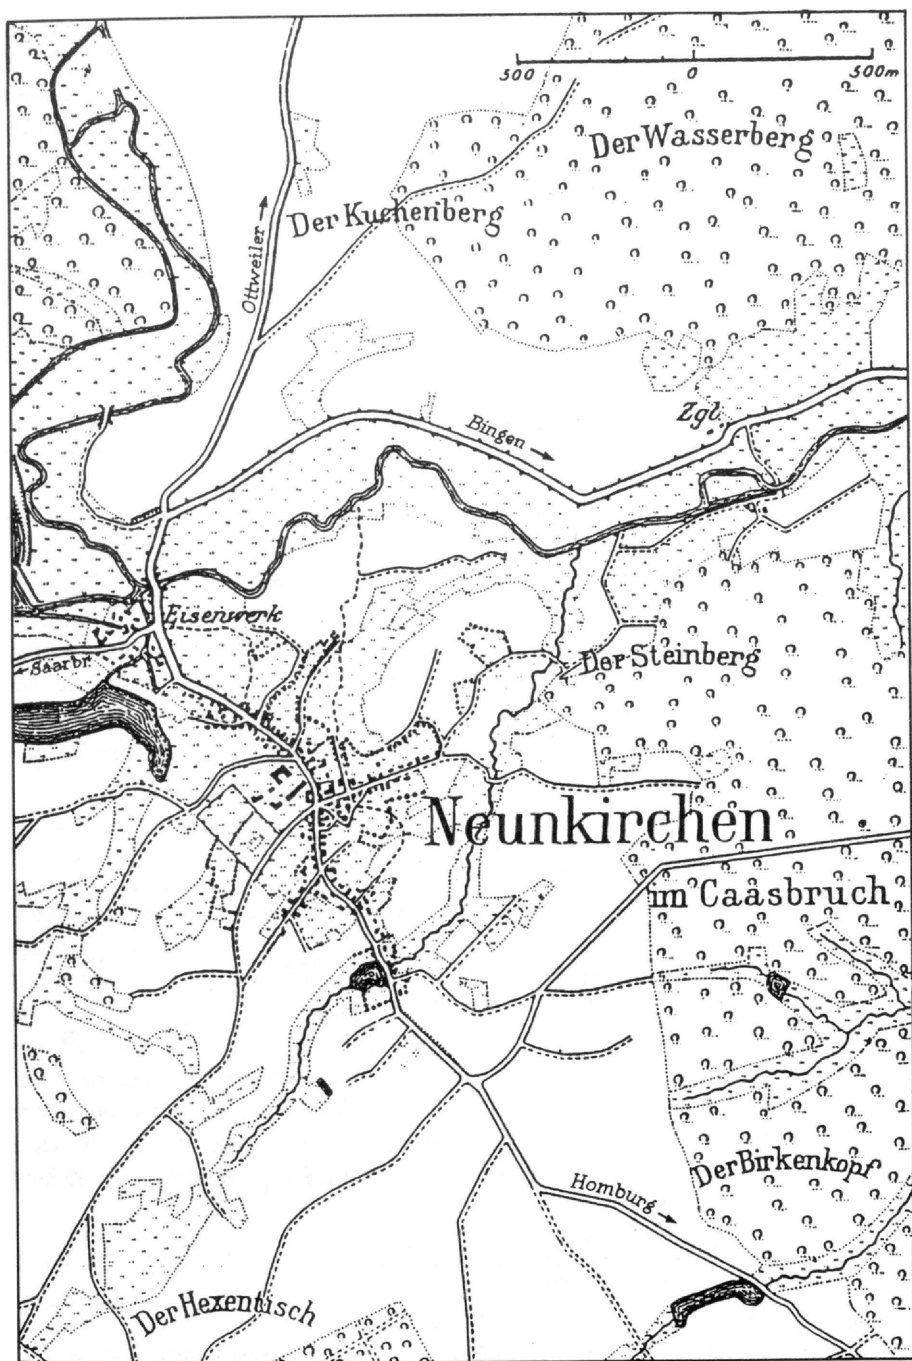 500 0 500m
Der Wasserberg
Der Kuchenberg
Ottweiler
Bingen
Zgl.
Eisenwerk
Saarbr.
Der Steinberg
Neunkirchen
im Caasbruch
Der Birkenkopf
Homburg
Der Hexentisch